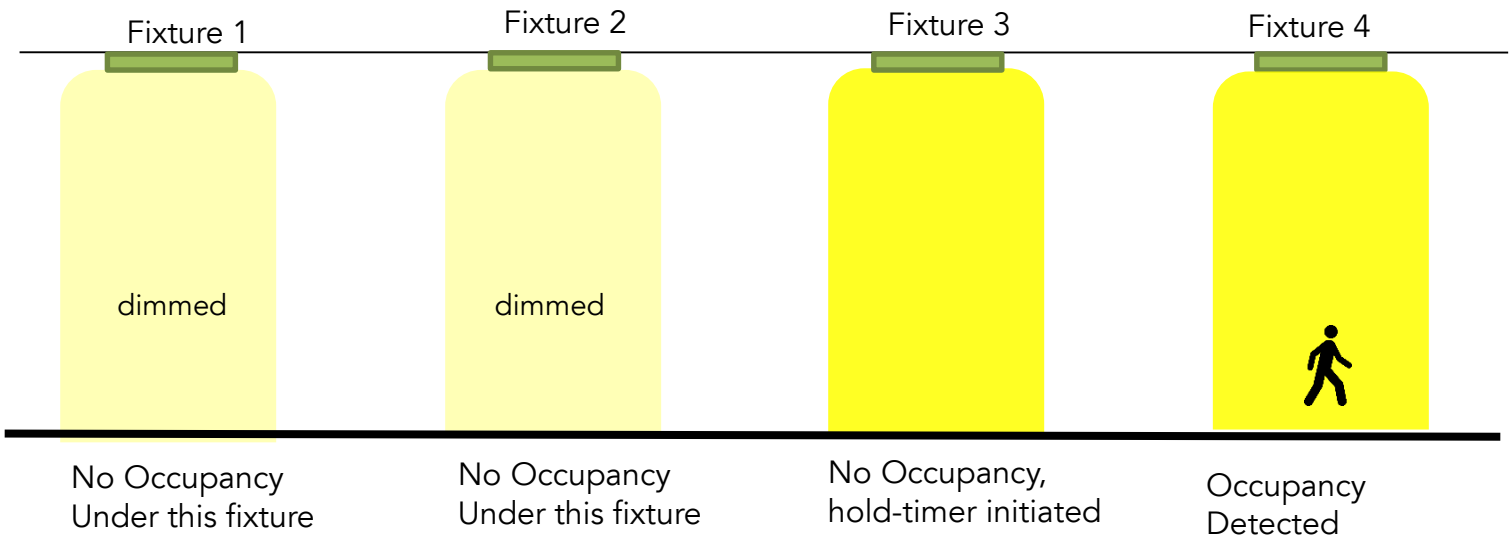 Fixture 1
Fixture 2
Fixture 3
Fixture 4
dimmed
dimmed
No Occupancy
Under this fixture
No Occupancy
Under this fixture
No Occupancy,
hold-timer initiated
Occupancy
Detected